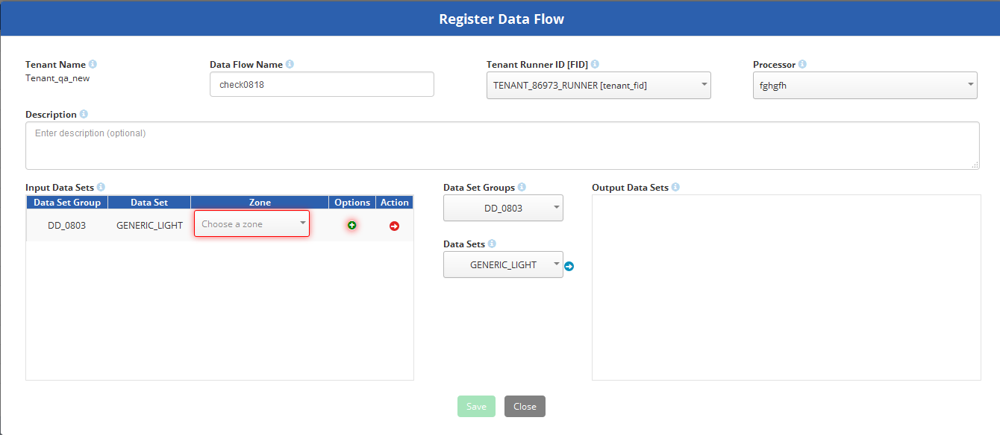 Register Data Flow
Tenant Name
Tenant_qa_new
Data Flow Name
check0818
Tenant Runner ID [FID]
TENANT_86973_RUNNER [tenant_fid]
Processor
fghgfh
Description
Enter description (optional)
Input Data Sets
Data Set Group Data Set Zone Options Action
DD_0803 GENERIC_LIGHT Choose a zone
Data Set Groups
DD_0803
Data Sets
GENERIC_LIGHT
Output Data Sets
Save Close